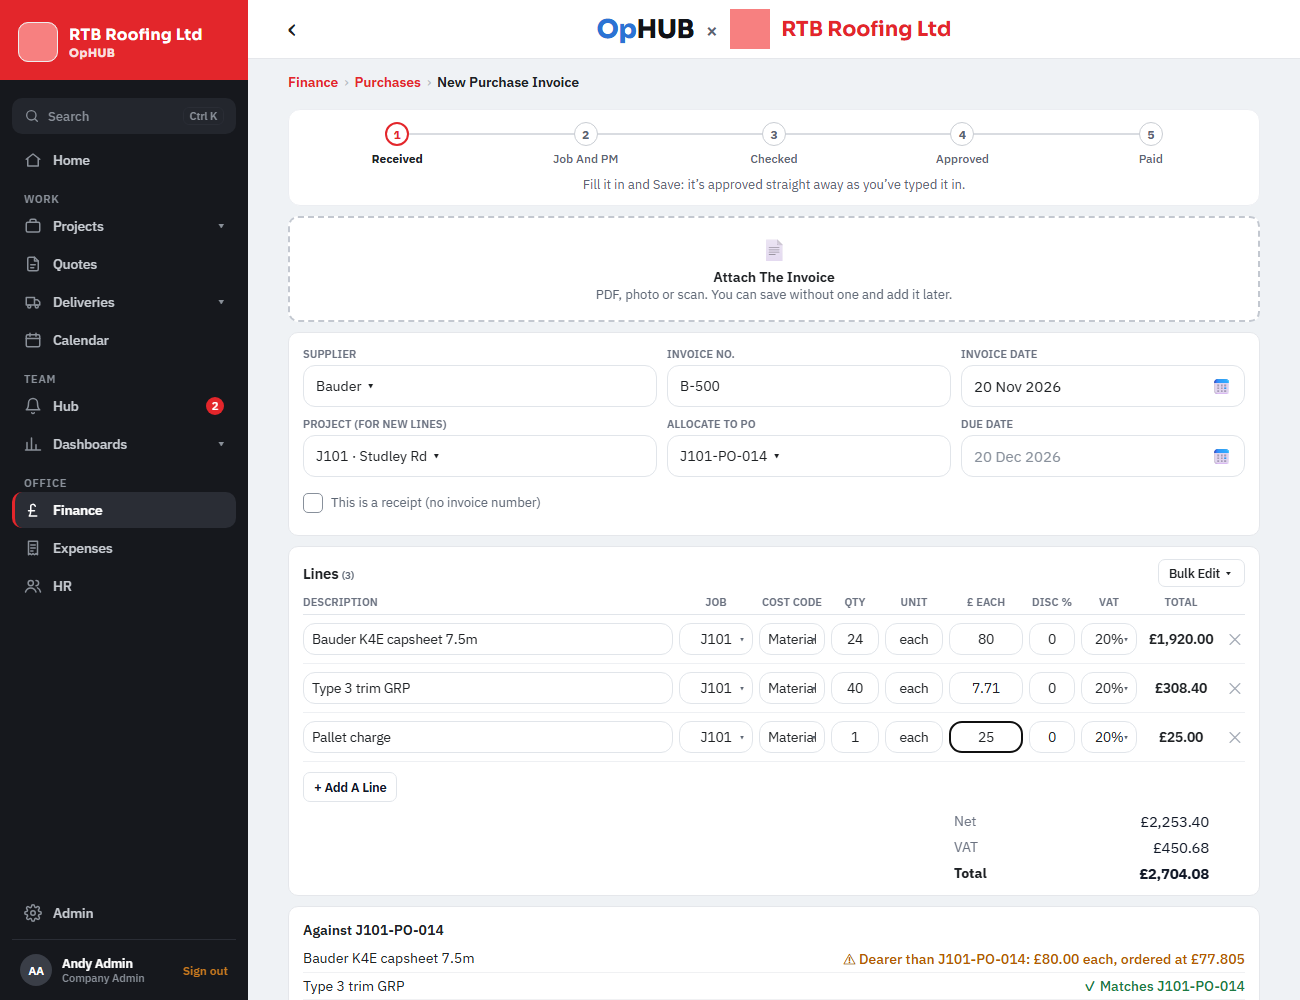 RTB Roofing Ltd
OpHUB
Search
Ctrl K
Home
WORK
Projects
Quotes
Deliveries
Calendar
TEAM
Hub
2
Dashboards
OFFICE
£ Finance
Expenses
HR
Admin
AA
Andy Admin
Company Admin
Sign out
OpHUB × RTB Roofing Ltd
Finance › Purchases › New Purchase Invoice
1 2 3 4 5
Received Job And PM Checked Approved Paid
Fill it in and Save: it’s approved straight away as you’ve typed it in.
Attach The Invoice
PDF, photo or scan. You can save without one and add it later.
SUPPLIER INVOICE NO. INVOICE DATE
Bauder B-500 20 Nov 2026
PROJECT (FOR NEW LINES) ALLOCATE TO PO DUE DATE
J101 · Studley Rd J101-PO-014 20 Dec 2026
This is a receipt (no invoice number)
Lines (3)
Bulk Edit
DESCRIPTION JOB COST CODE QTY UNIT £ EACH DISC % VAT TOTAL
Bauder K4E capsheet 7.5m J101 Material 24 each 80 0 20% £1,920.00
Type 3 trim GRP J101 Material 40 each 7.71 0 20% £308.40
Pallet charge J101 Material 1 each 25 0 20% £25.00
+ Add A Line
Net £2,253.40
VAT £450.68
Total £2,704.08
Against J101-PO-014
Bauder K4E capsheet 7.5m ⚠ Dearer than J101-PO-014: £80.00 each, ordered at £77.805
Type 3 trim GRP ✓ Matches J101-PO-014